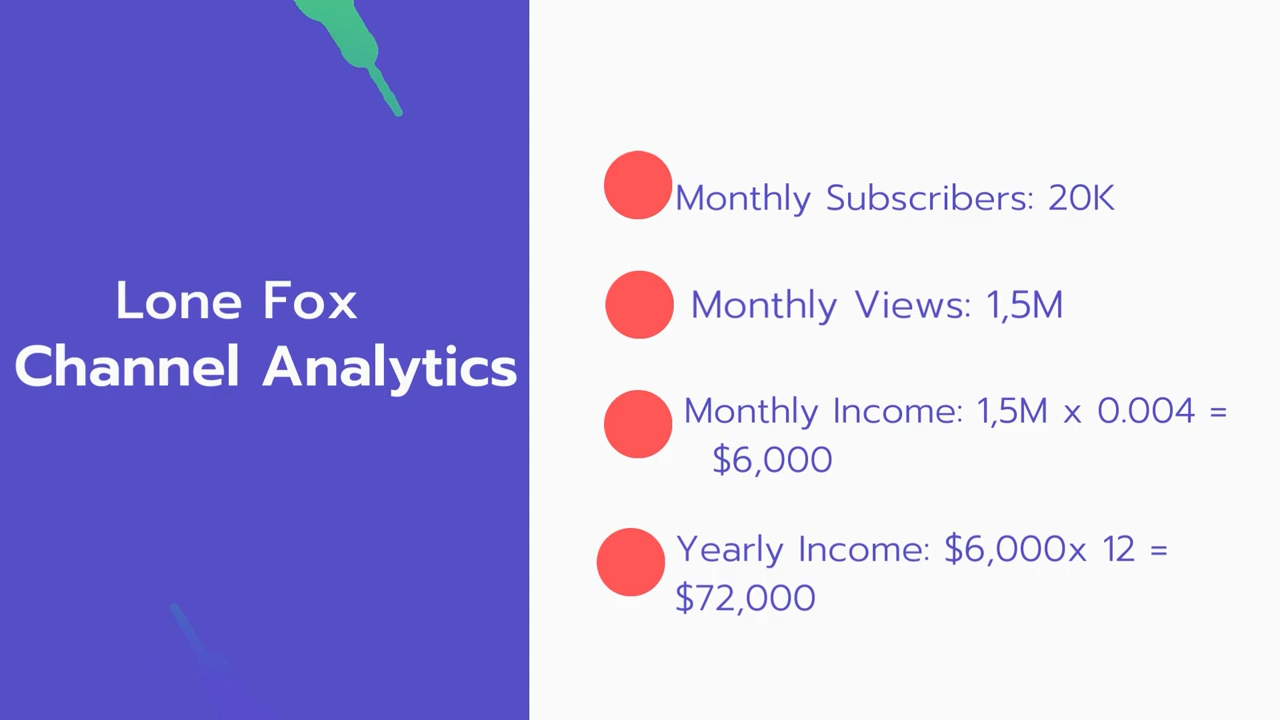 Lone Fox
Channel Analytics
Monthly Subscribers: 20K
Monthly Views: 1,5M
Monthly Income: 1,5M x 0.004 =
$6,000
Yearly Income: $6,000x 12 =
$72,000